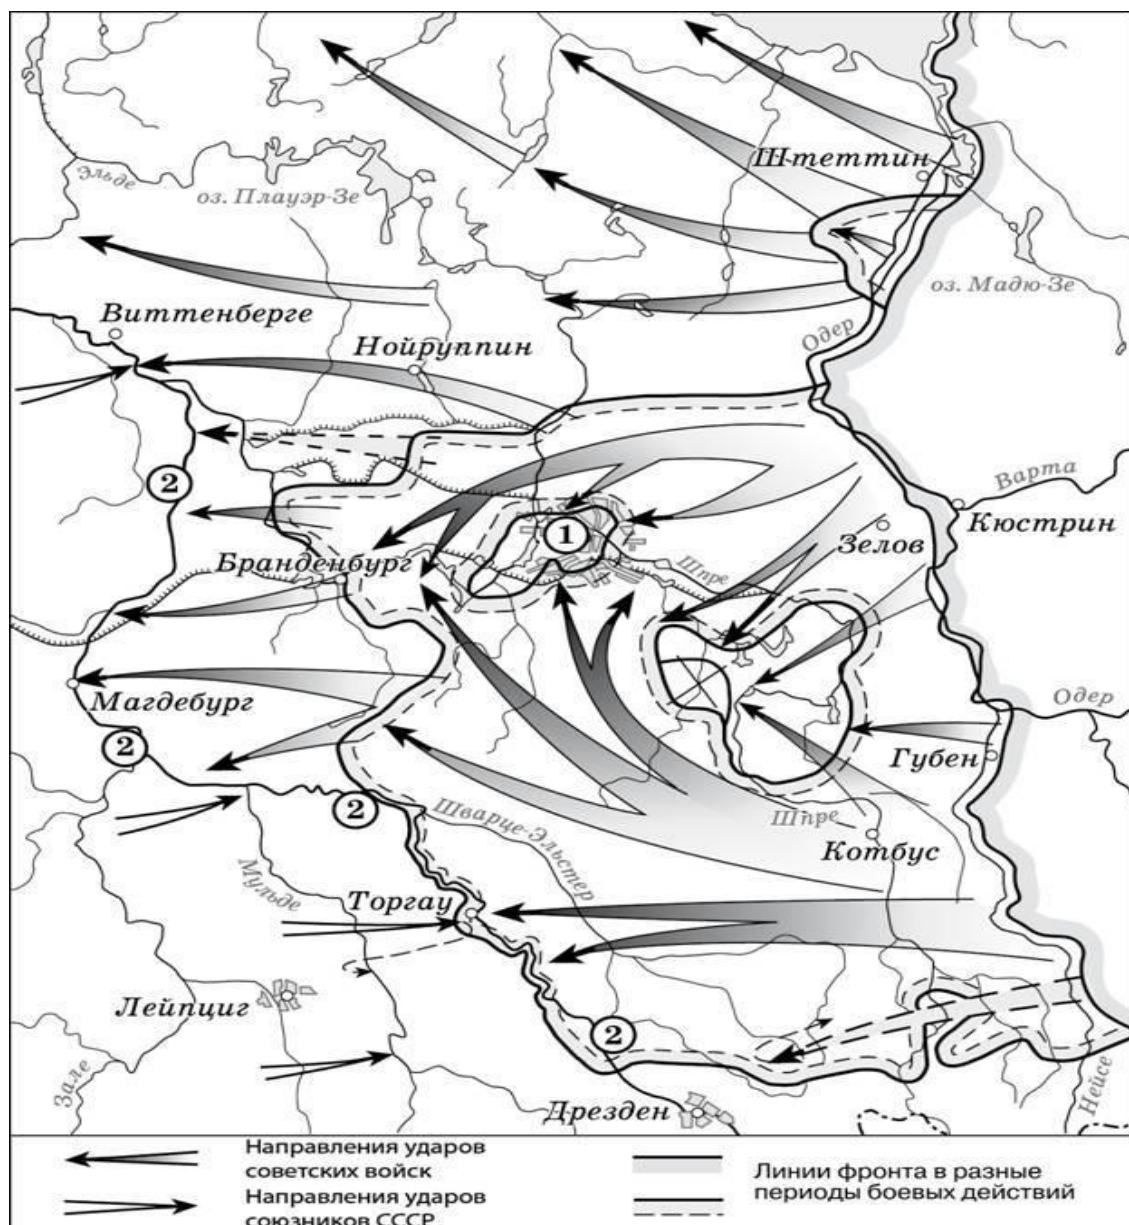 Штеттин
Эльде
оз. Плауэр-Зе
оз. Мадю-Зе
Виттенберге
Одер
Нойруппин
Варта
2
Кюстрин
1
Зелов
Шпре
Бранденбург
Магдебург
Одер
2
Губен
2
Шварце-Эльстер
Шпре
Котбус
Мульде
Торгау
Лейпциг
2
Зале
Нейсе
Дрезден
Направления ударов
советских войск
Направления ударов
союзников СССР
Линии фронта в разные
периоды боевых действий